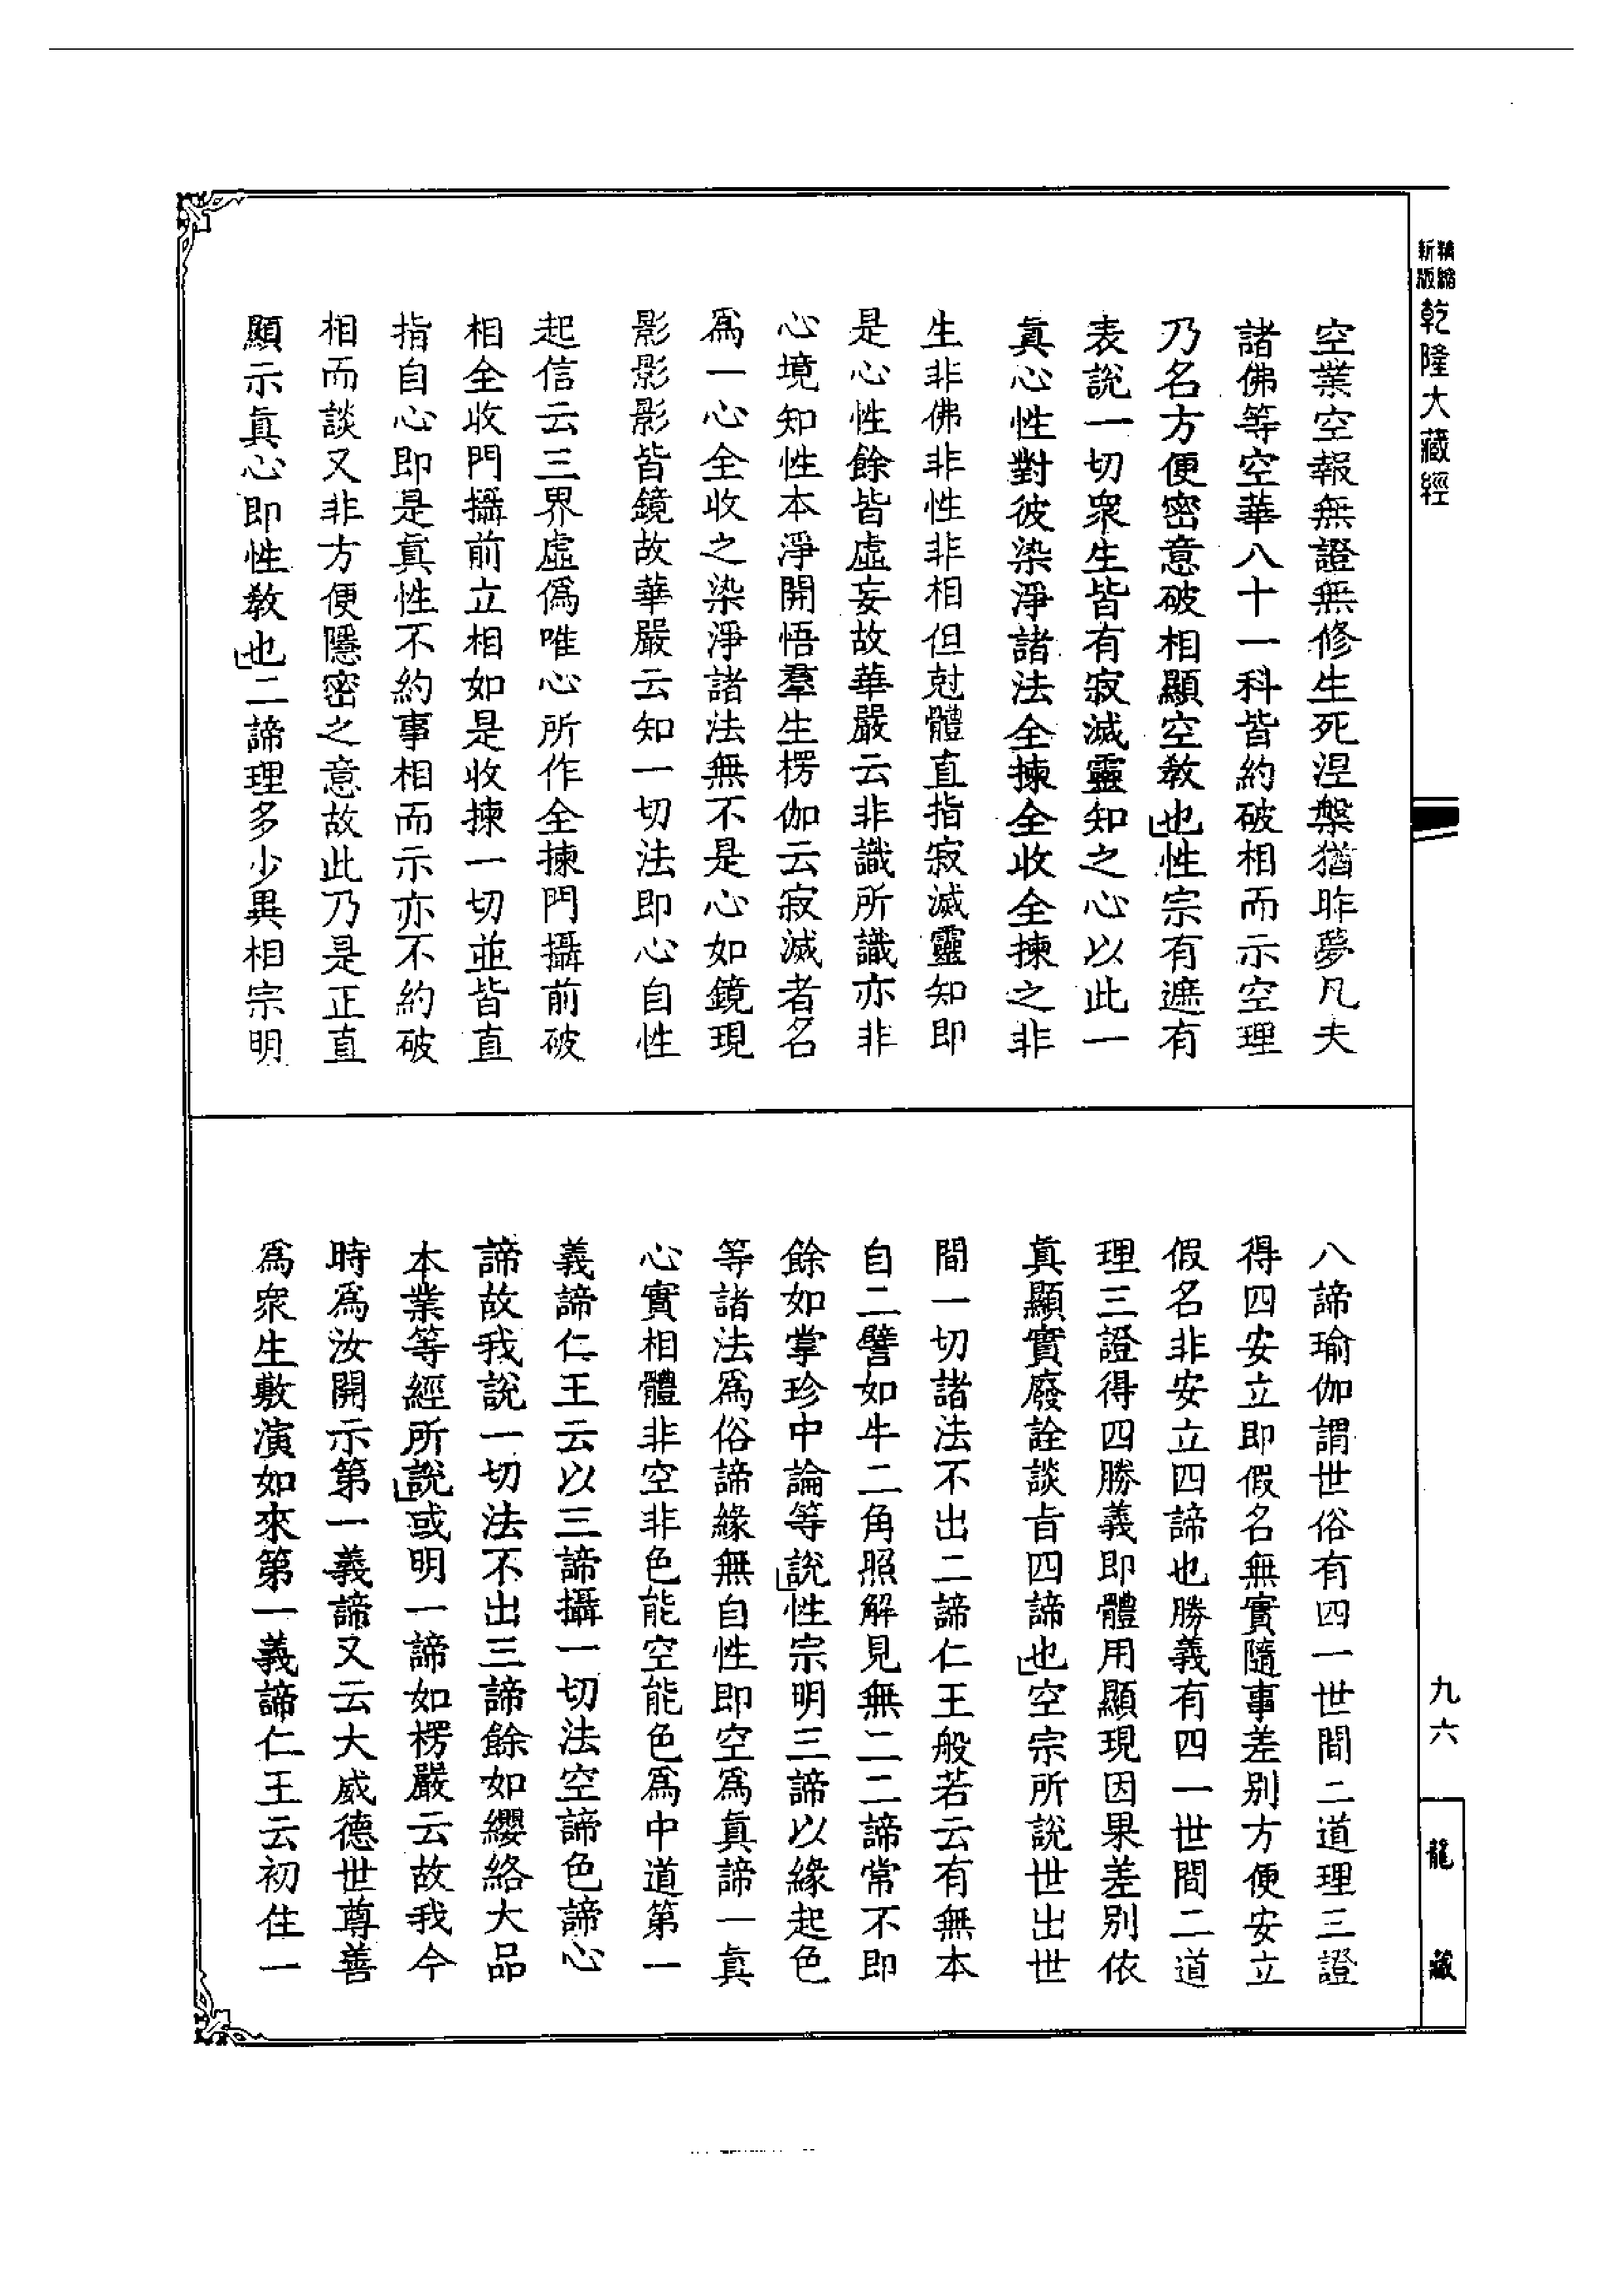 精縮新版 乾隆大藏經
空業空報無證無修生死涅槃猶昨夢凡夫
諸佛等空華八十一科皆約破相而示空理
乃名方便密意破相顯空教也性宗有遮有
表說一切衆生皆有寂滅靈知之心以此一
真心性對彼染淨諸法全揀全收全揀之非
生非佛非性非相但尅體直指寂滅靈知即
是心性餘皆虛妄故華嚴云非識所識亦非
心境知性本淨開悟羣生楞伽云寂滅者名
爲一心全收之染淨諸法無不是心如鏡現
影影影皆鏡故華嚴云知一切法即心自性
起信云三界虛僞唯心所作全揀門攝前破
相全收門攝前立相如是收揀一切並皆直
指自心即是真性不約事相而示亦不約破
相而談又非方便隱密之意故此乃是正直
顯示真心即性教也二諦理多少異相宗明
八諦瑜伽謂世俗有四一世間二道理三證
得四安立即假名無實隨事差別方便安立
假名非安立四諦也勝義有四一世間二道
理三證得四勝義即體用顯現因果差別依
真顯實廢詮談旨四諦也空宗所說世出世
間一切諸法不出二諦仁王般若云有無本
自二譬如牛二角照解見無二二諦常不即
餘如掌珍中論等說性宗明三諦以緣起色
等諸法爲俗諦緣無自性即空爲真諦一真
心實相體非空非色能空能色爲中道第一
義諦仁王云以三諦攝一切法空諦色諦心
諦故我說一切法不出三諦餘如纓絡大品
本業等經所說或明一諦如楞嚴云故我今
時爲汝開示第一義諦又云大威德世尊善
爲衆生敷演如來第一義諦仁王云初住一
九六
龍藏